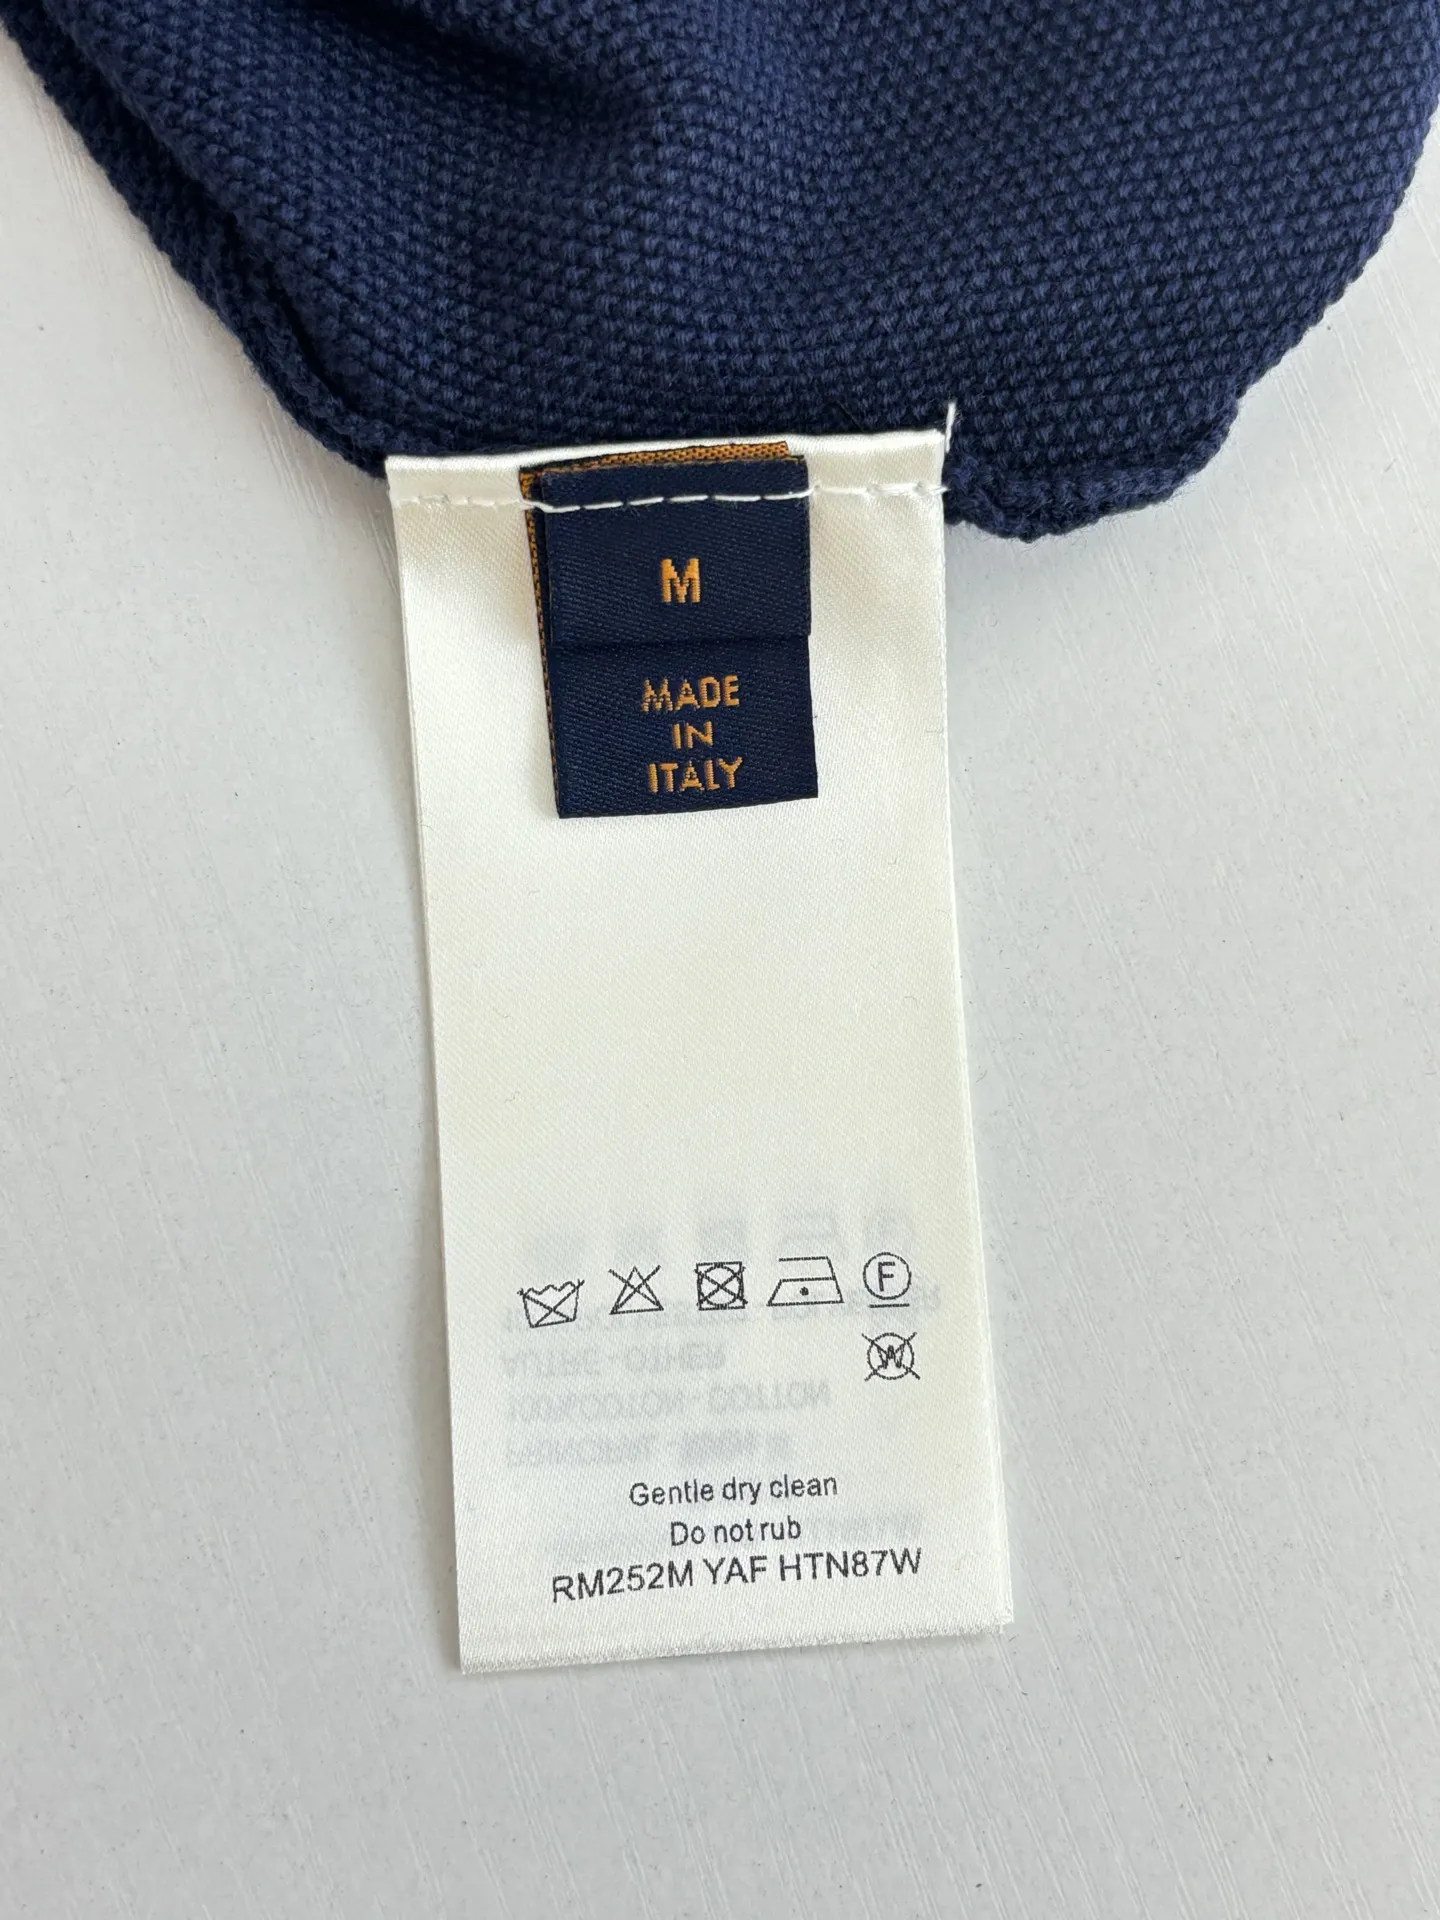 M
MADE
IN
ITALY
F
W
Gentle dry clean
Do not rub
RM252M YAF HTN87W